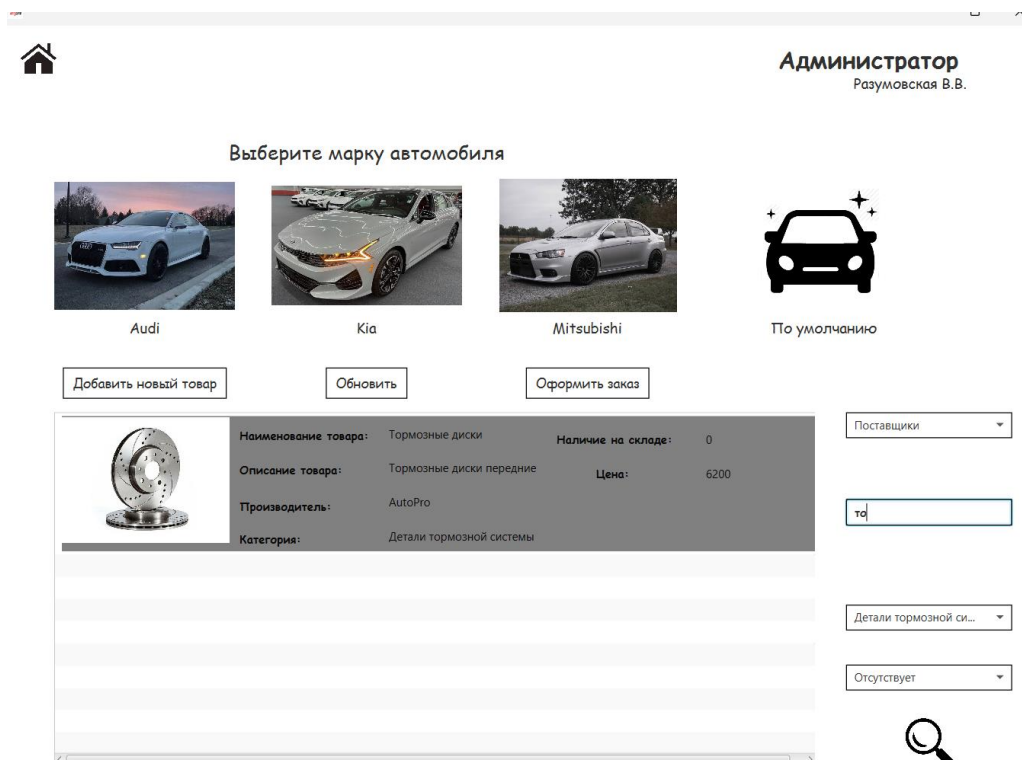 Администратор
Разумовская В.В.
Выберите марку автомобиля
Audi
Kia
Mitsubishi
По умолчанию
Добавить новый товар
Обновить
Оформить заказ
Наименование товара: Тормозные диски Наличие на складе: 0
Описание товара: Тормозные диски передние Цена: 6200
Производитель: AutoPro
Категория: Детали тормозной системы
Поставщики
то
Детали тормозной си...
Отсутствует